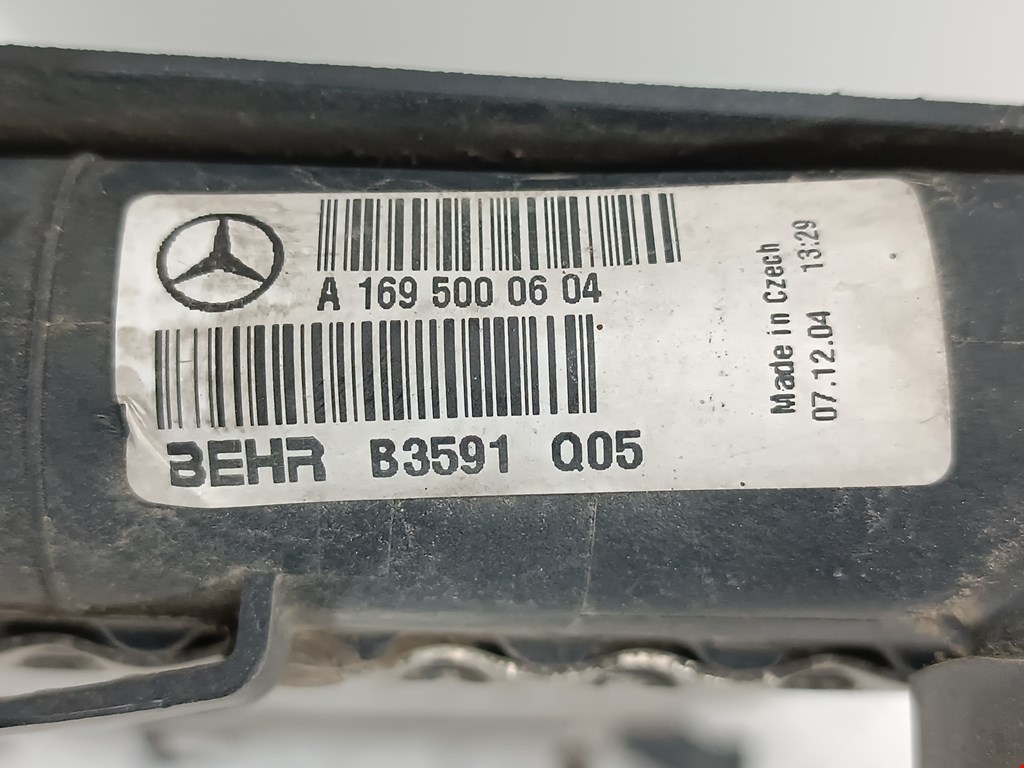 A 169 500 06 04
BEHR B3591 Q05
Made in Czech
07.12.04 13:29